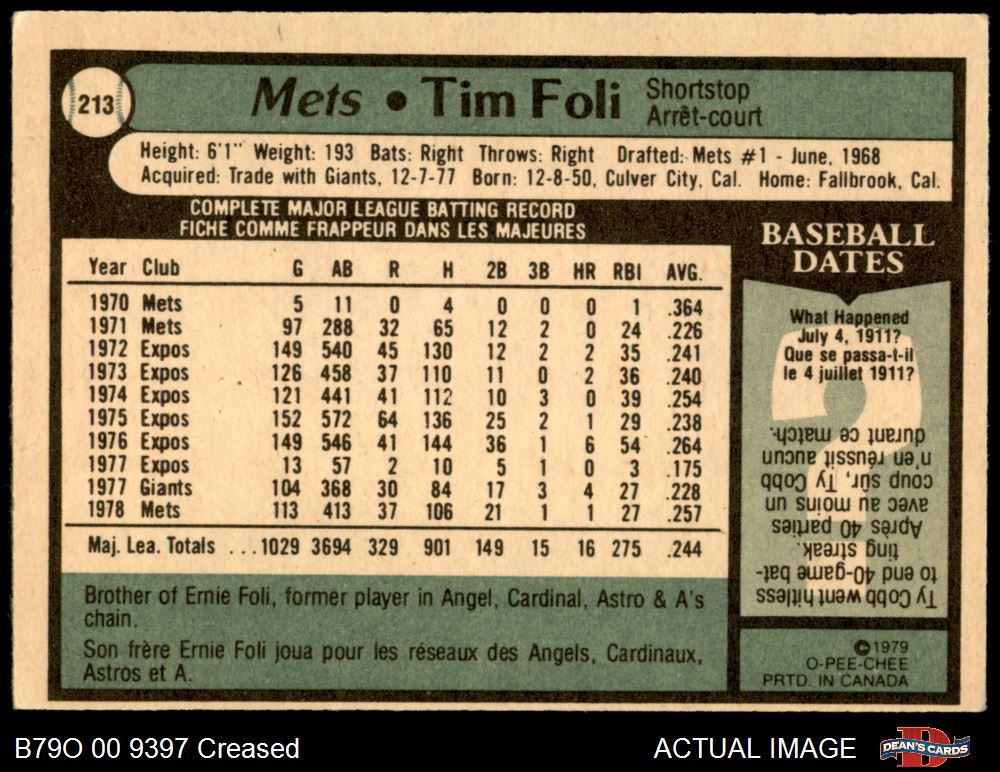 213
Mets • Tim Foli Shortstop
Arrêt-court
Height: 6'1" Weight: 193 Bats: Right Throws: Right Drafted: Mets #1 - June, 1968
Acquired: Trade with Giants, 12-7-77 Born: 12-8-50, Culver City, Cal. Home: Fallbrook, Cal.
COMPLETE MAJOR LEAGUE BATTING RECORD
FICHE COMME FRAPPEUR DANS LES MAJEURES
Year Club G AB R H 2B 3B HR RBI AVG.
1970 Mets 5 11 0 4 0 0 0 1 .364
1971 Mets 97 288 32 65 12 2 0 24 .226
1972 Expos 149 540 45 130 12 2 2 35 .241
1973 Expos 126 458 37 110 11 0 2 36 .240
1974 Expos 121 441 41 112 10 3 0 39 .254
1975 Expos 152 572 64 136 25 2 1 29 .238
1976 Expos 149 546 41 144 36 1 6 54 .264
1977 Expos 13 57 2 10 5 1 0 3 .175
1977 Giants 104 368 30 84 17 3 4 27 .228
1978 Mets 113 413 37 106 21 1 1 27 .257
Maj. Lea. Totals ...1029 3694 329 901 149 15 16 275 .244
Brother of Ernie Foli, former player in Angel, Cardinal, Astro & A's
chain.
Son frère Ernie Foli joua pour les réseaux des Angels, Cardinaux,
Astros et A.
BASEBALL
DATES
What Happened
July 4, 1911?
Que se passa-t-il
le 4 juillet 1911?
Ty Cobb went hitless
to end 40-game bat-
ting streak.
Après 40 parties
avec au moins un
coup sûr, Ty Cobb
n'en réussit aucun
durant ce match.
©1979
O-PEE-CHEE
PRTD. IN CANADA
B79O 00 9397 Creased
ACTUAL IMAGE
DEAN'S CARDS